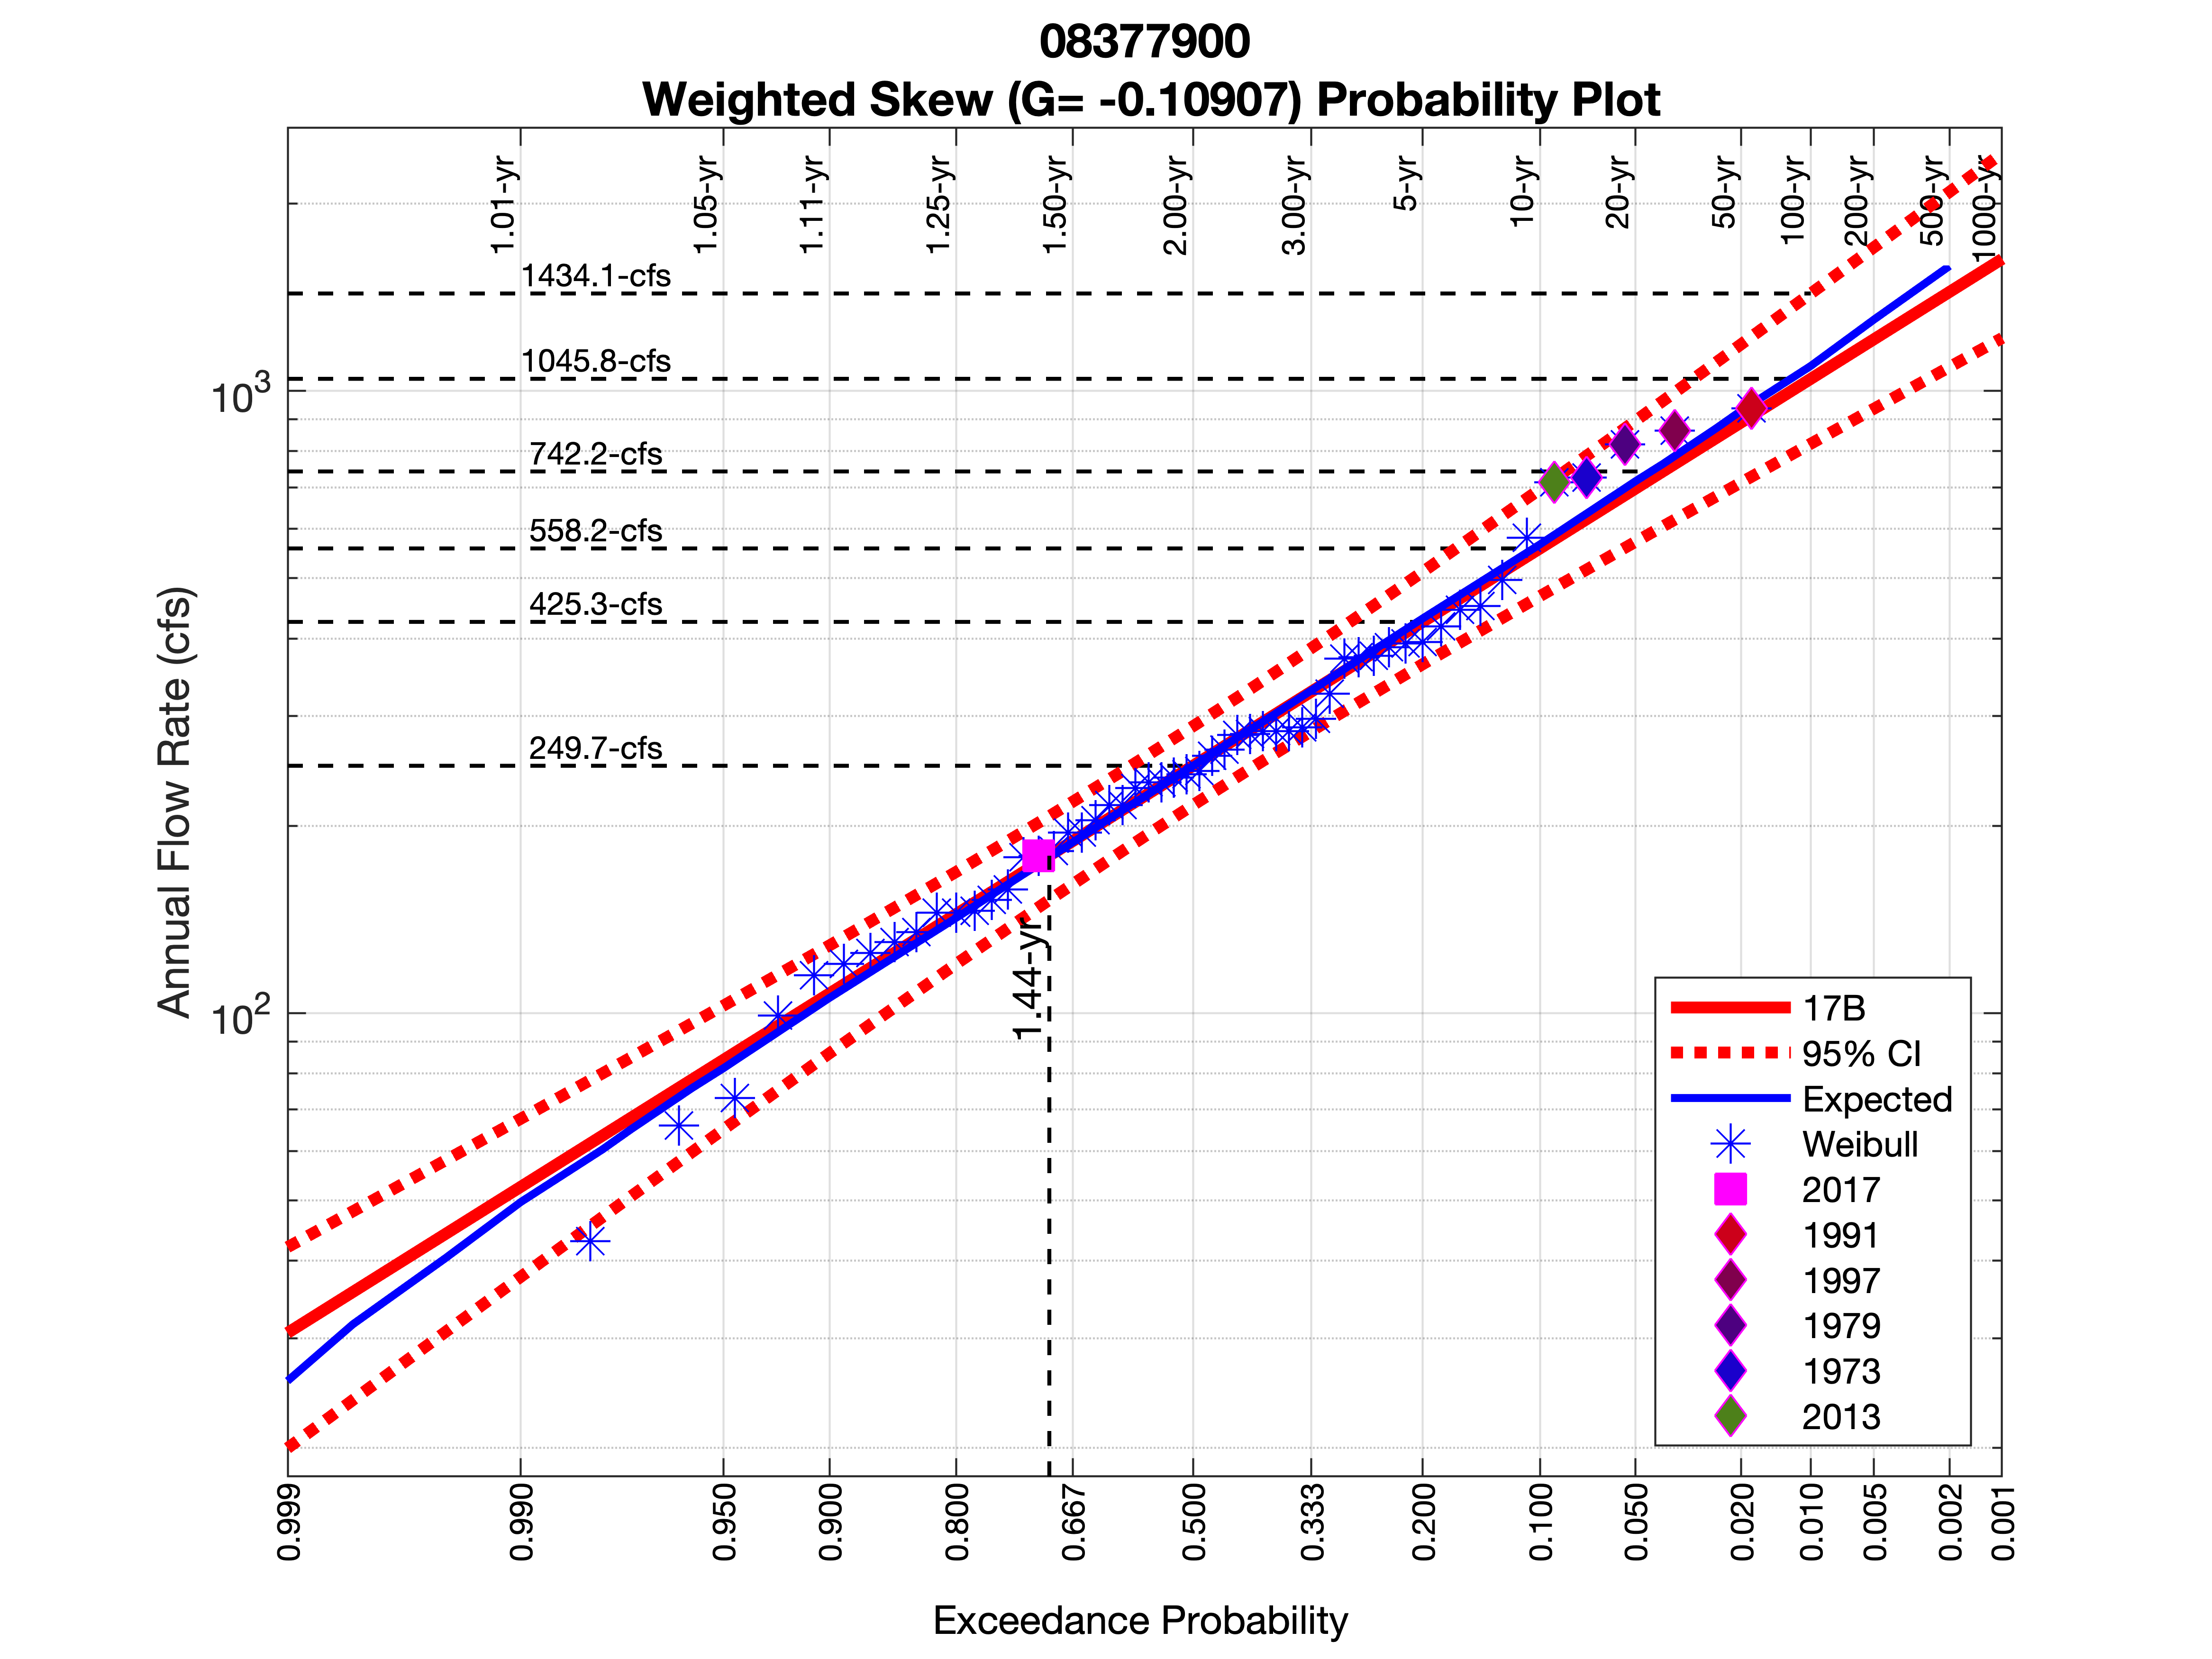 08377900
Weighted Skew (G= -0.10907) Probability Plot
1.01-yr
1.05-yr
1.11-yr
1.25-yr
1.50-yr
2.00-yr
3.00-yr
5-yr
10-yr
20-yr
50-yr
100-yr
200-yr
500-yr
1000-yr
1434.1-cfs
1045.8-cfs
742.2-cfs
558.2-cfs
425.3-cfs
249.7-cfs
1.44-yr
10^3
10^2
Annual Flow Rate (cfs)
17B
95% CI
Expected
Weibull
2017
1991
1997
1979
1973
2013
0.999
0.990
0.950
0.900
0.800
0.667
0.500
0.333
0.200
0.100
0.050
0.020
0.010
0.005
0.002
0.001
Exceedance Probability